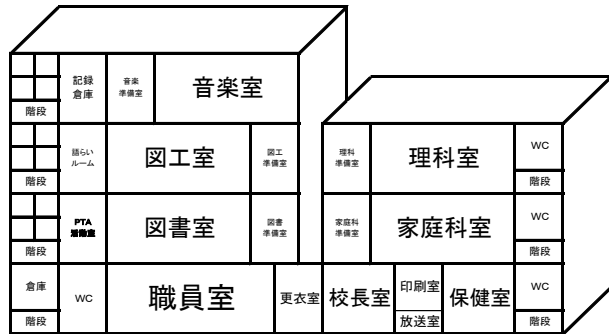 記録
倉庫
音楽
準備室
音楽室
階段
語らい
ルーム
図工室
図工
準備室
理科
準備室
理科室
WC
階段
階段
PTA
活動室
図書室
図書
準備室
家庭科
準備室
家庭科室
WC
階段
階段
倉庫
階段
WC
職員室
更衣室
校長室
印刷室
放送室
保健室
WC
階段